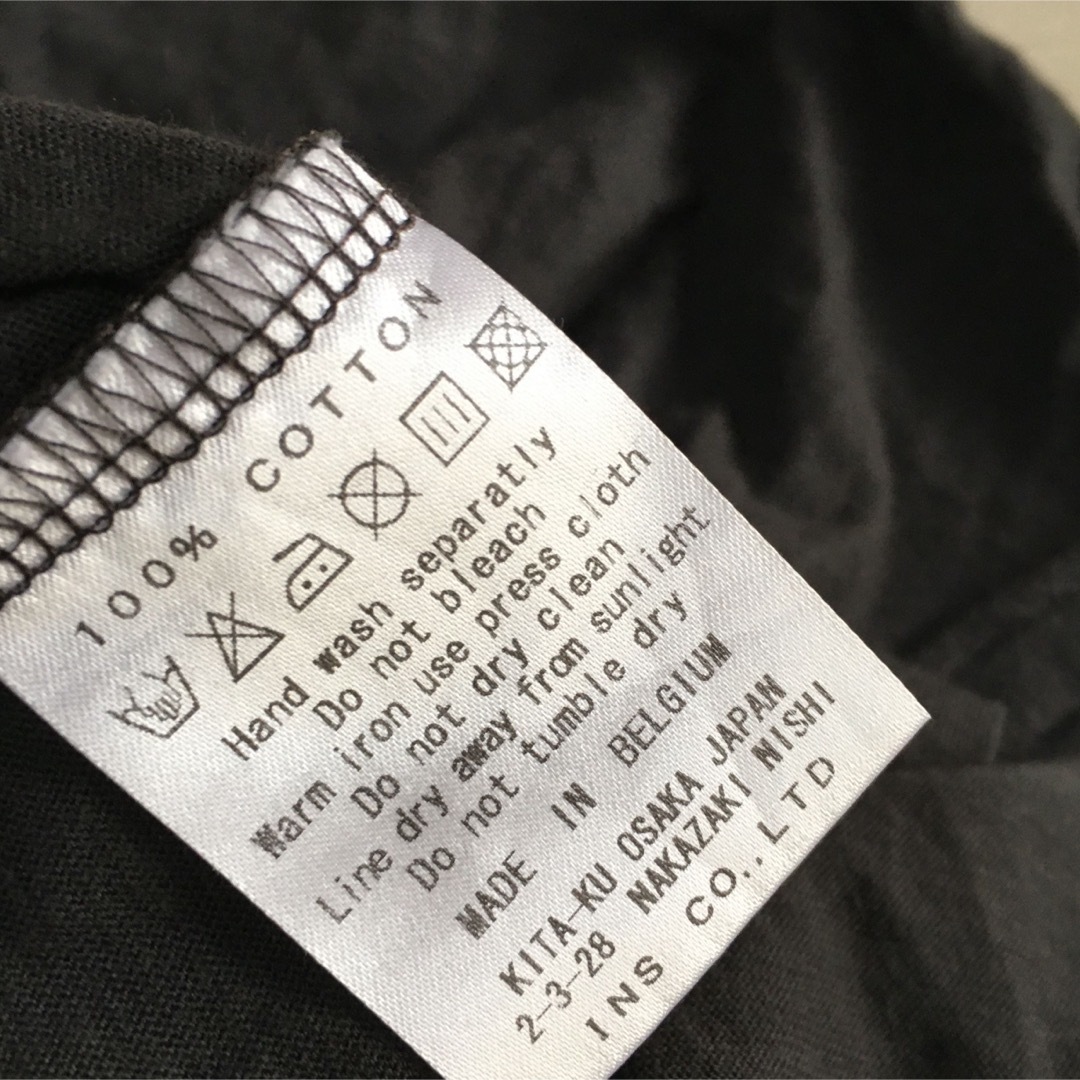 100% COTTON
Hand wash separatly
Do not bleach
Warm iron use press cloth
Do not dry clean
Line dry away from sunlight
Do not tumble dry
MADE IN BELGIUM
KITA-KU OSAKA JAPAN
2-3-28 NAKAZAKI NISHI
INS CO.,LTD